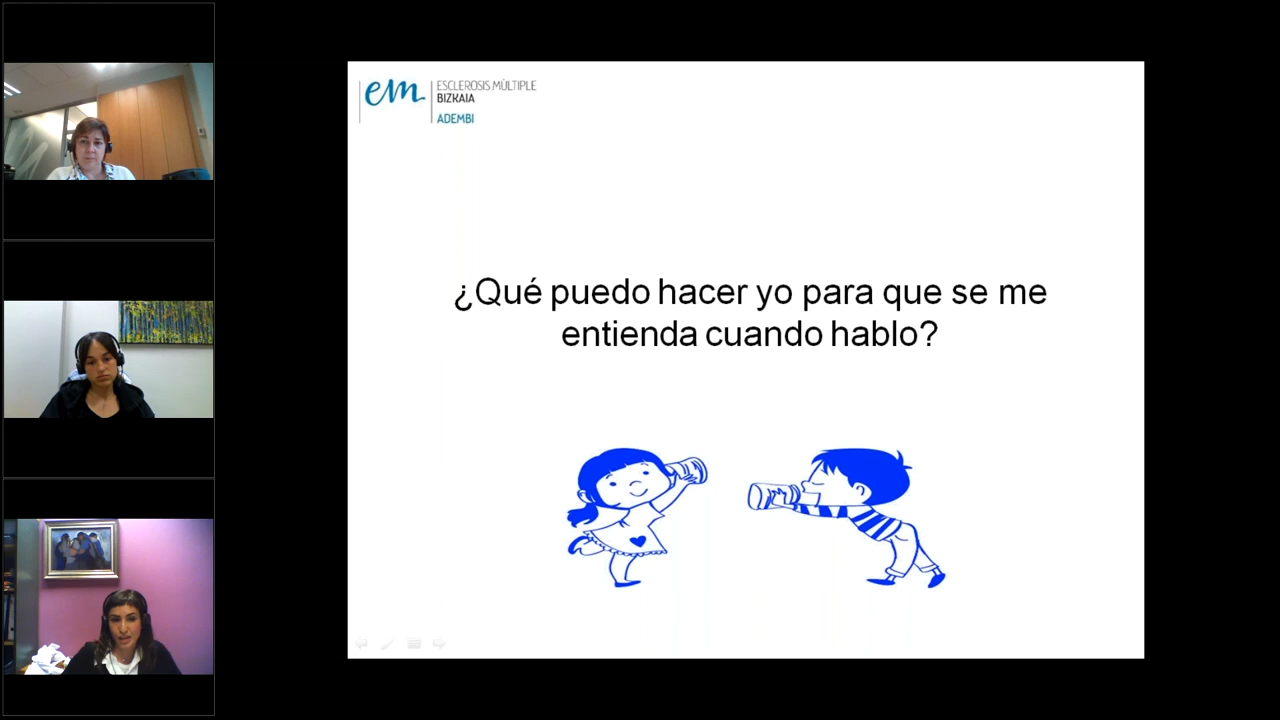 em
ESCLEROSIS MÚLTIPLE
BIZKAIA
ADEMBI
¿Qué puedo hacer yo para que se me
entienda cuando hablo?